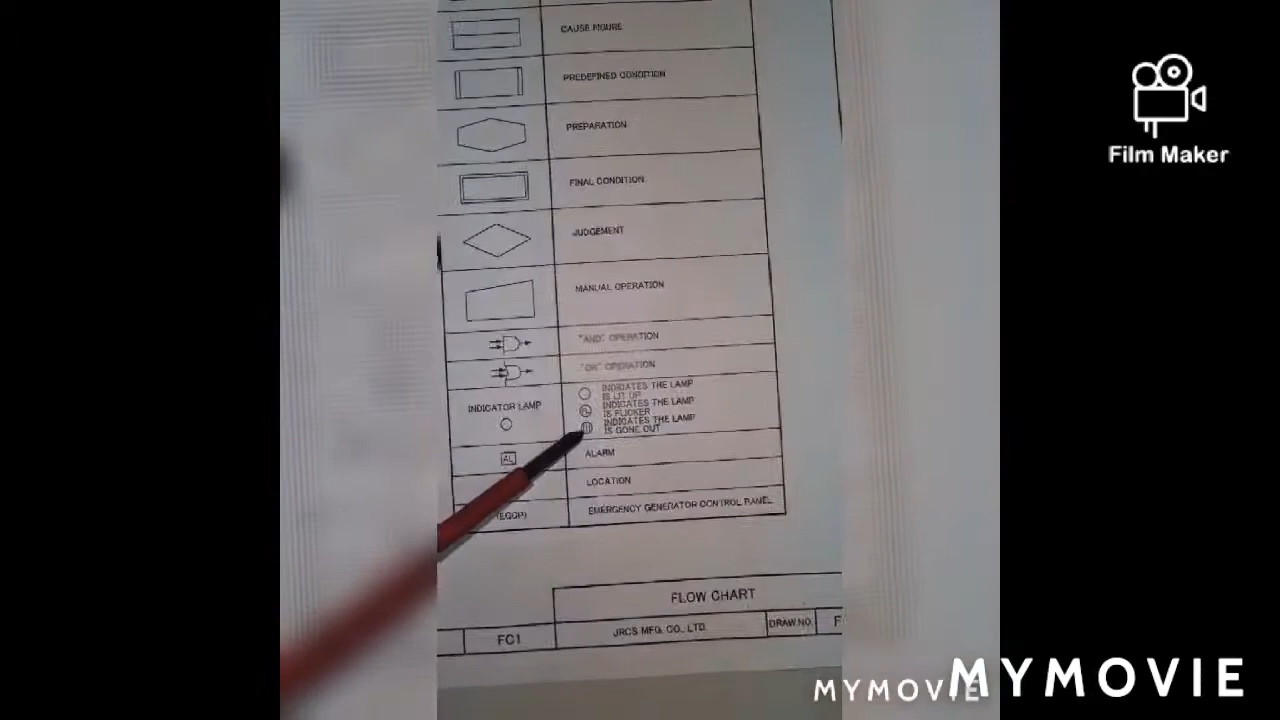 CAUSE FIGURE
PREDEFINED CONDITION
PREPARATION
FINAL CONDITION
JUDGEMENT
MANUAL OPERATION
"AND" OPERATION
"OR" OPERATION
INDICATOR LAMP
INDICATES THE LAMP
IS LIT UP
FL
INDICATES THE LAMP
IS FLICKER
INDICATES THE LAMP
IS GONE OUT
AL
ALARM
LOCATION
(EGCP)
EMERGENCY GENERATOR CONTROL PANEL
FLOW CHART
FC1
JRCS MFG. CO., LTD.
DRAW NO.
F
Film Maker
MYMOVIE
MYMOVIE